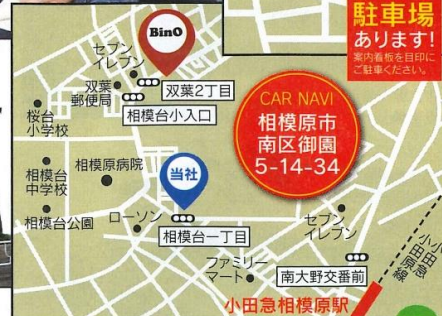 駐車場
あります!
案内看板を目印に
ご駐車ください。
BinO
セブン
イレブン
双葉
郵便局
双葉2丁目
相模台小入口
桜台
小学校
CAR NAVI
相模原市
南区御園
5-14-34
相模台
中学校
相模原病院
当社
相模台公園
ローソン
相模台一丁目
セブン
イレブン
ファミリー
マート
南大野交番前
小田急
小田原線
小田急相模原駅